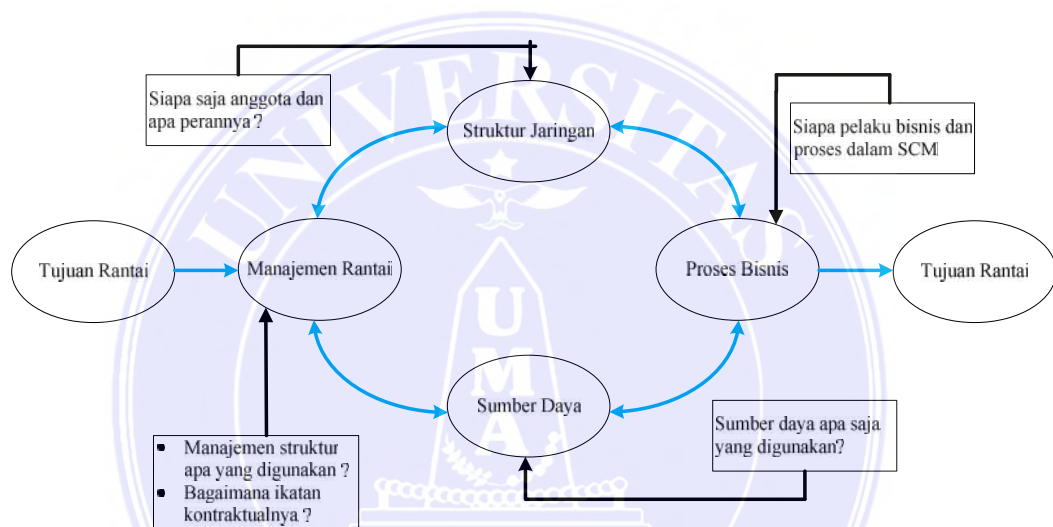 UNIVERSITAS
Siapa saja anggota dan
apa perannya ?
Struktur Jaringan
Siapa pelaku bisnis dan
proses dalam SCM
Tujuan Rantai
Manajemen Rantai
Proses Bisnis
Tujuan Rantai
U
M
A
Sumber Daya
Manajemen struktur
apa yang digunakan ?
Bagaimana ikatan
kontraktualnya ?
Sumber daya apa saja
yang digunakan?